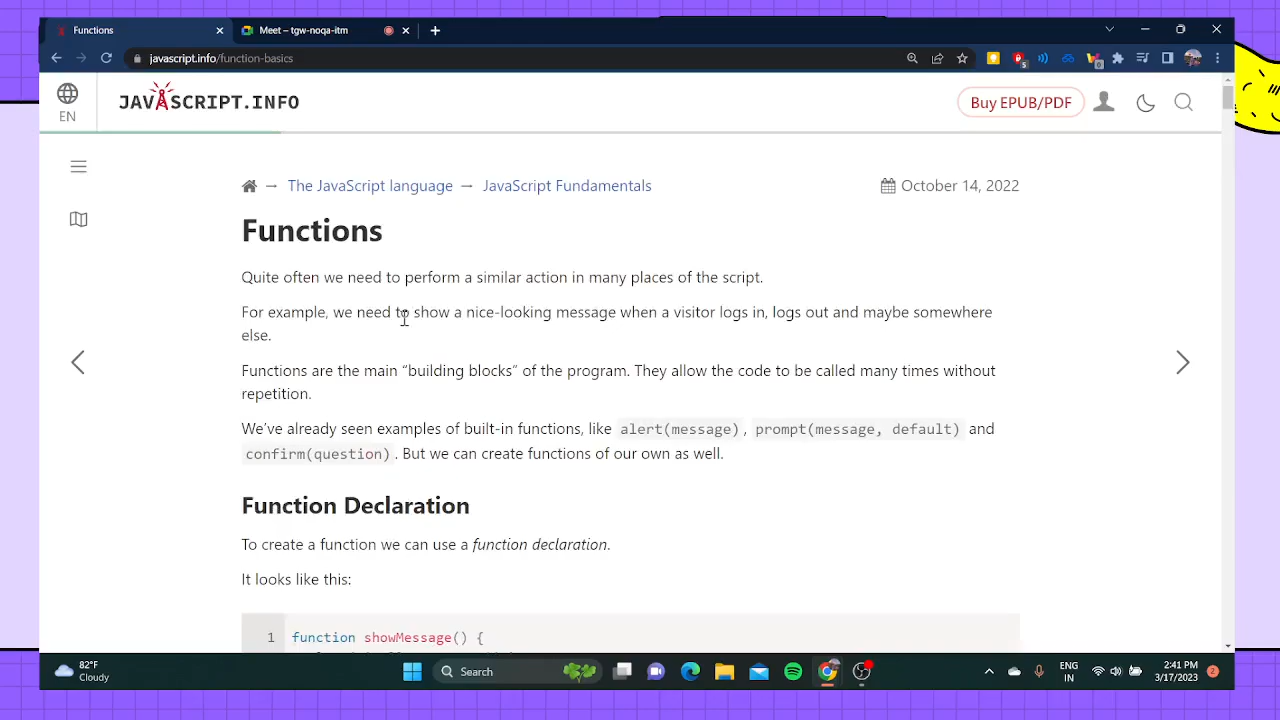 Functions
Meet – tgw-noqa-itm
javascript.info/function-basics
EN
JAVASCRIPT.INFO
Buy EPUB/PDF
The JavaScript language → JavaScript Fundamentals
October 14, 2022
Functions
Quite often we need to perform a similar action in many places of the script.
For example, we need to show a nice-looking message when a visitor logs in, logs out and maybe somewhere
else.
Functions are the main “building blocks” of the program. They allow the code to be called many times without
repetition.
We’ve already seen examples of built-in functions, like alert(message), prompt(message, default) and
confirm(question). But we can create functions of our own as well.
Function Declaration
To create a function we can use a function declaration.
It looks like this:
1 function showMessage() {
82°F
Cloudy
Search
ENG
IN
2:41 PM
3/17/2023
2